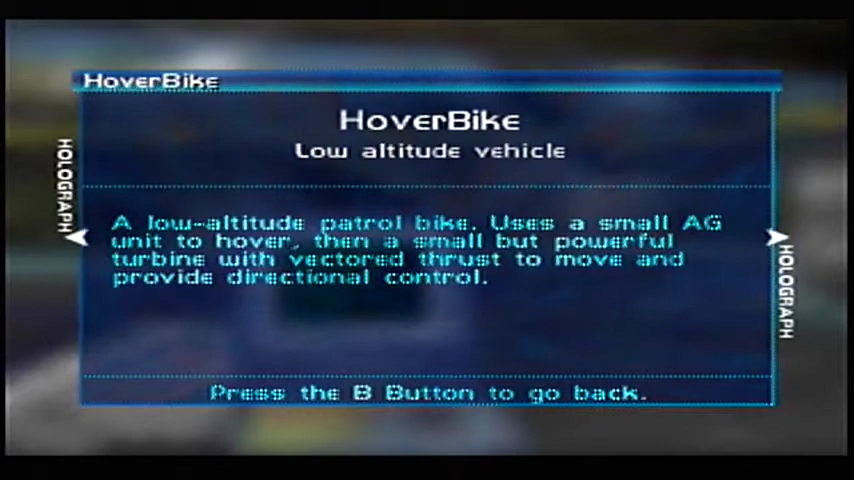 HoverBike
HoverBike
Low altitude vehicle
HOLOGRAPH
A low-altitude patrol bike. Uses a small AG
unit to hover, then a small but powerful
turbine with vectored thrust to move and
provide directional control.
HOLOGRAPH
Press the B Button to go back.